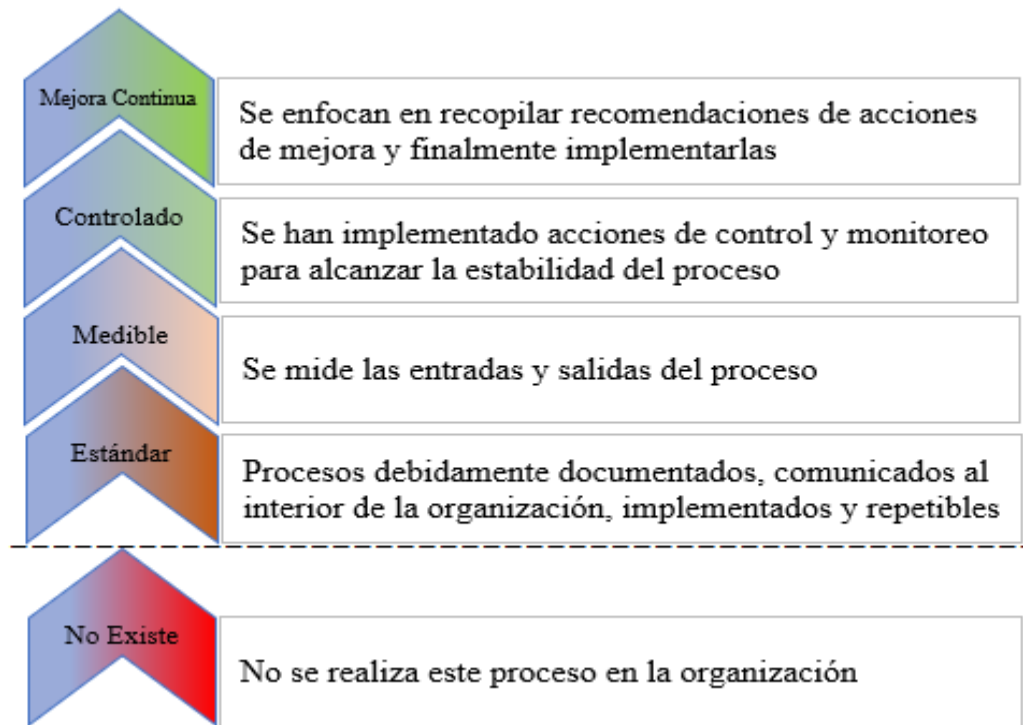 Mejora Continua
Se enfocan en recopilar recomendaciones de acciones
de mejora y finalmente implementarlas
Controlado
Se han implementado acciones de control y monitoreo
para alcanzar la estabilidad del proceso
Medible
Se mide las entradas y salidas del proceso
Estándar
Procesos debidamente documentados, comunicados al
interior de la organización, implementados y repetibles
No Existe
No se realiza este proceso en la organización